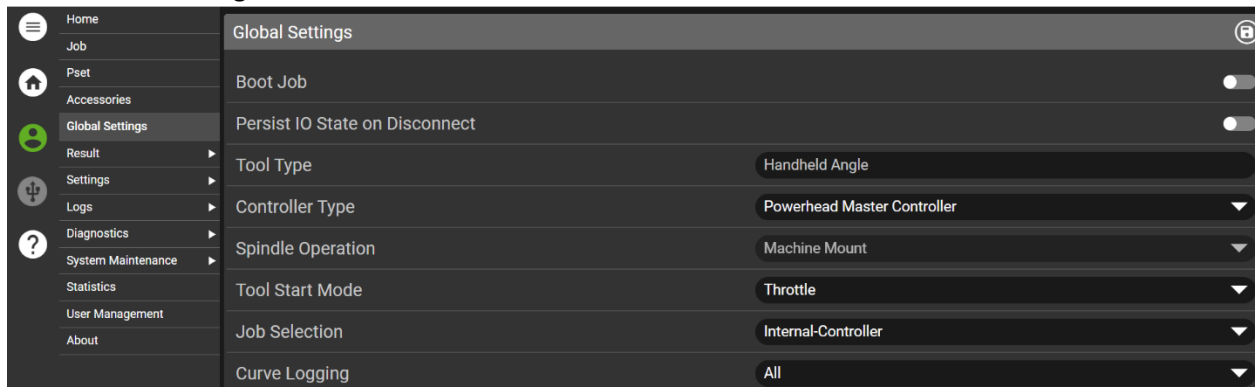 Home
Job
Pset
Accessories
Global Settings
Result
Settings
Logs
Diagnostics
System Maintenance
Statistics
User Management
About
Global Settings
Boot Job
Persist IO State on Disconnect
Tool Type Handheld Angle
Controller Type Powerhead Master Controller
Spindle Operation Machine Mount
Tool Start Mode Throttle
Job Selection Internal-Controller
Curve Logging All